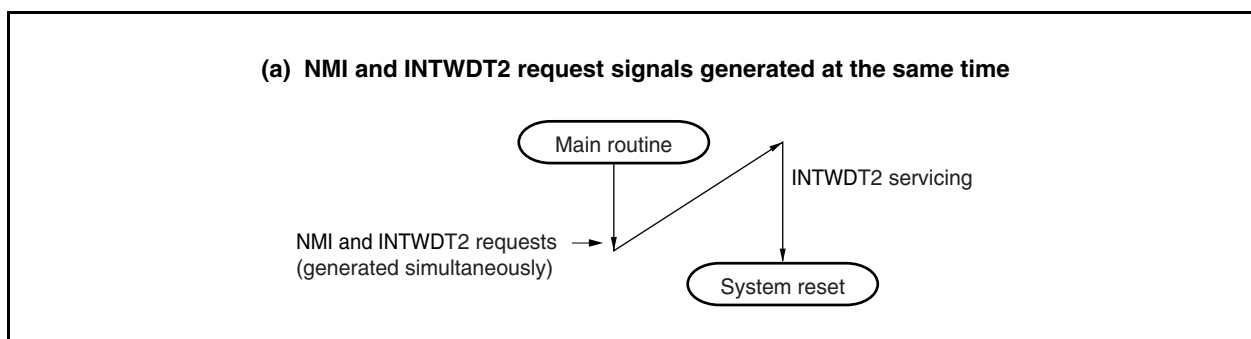 (a) NMI and INTWDT2 request signals generated at the same time
Main routine
INTWDT2 servicing
NMI and INTWDT2 requests
(generated simultaneously)
System reset